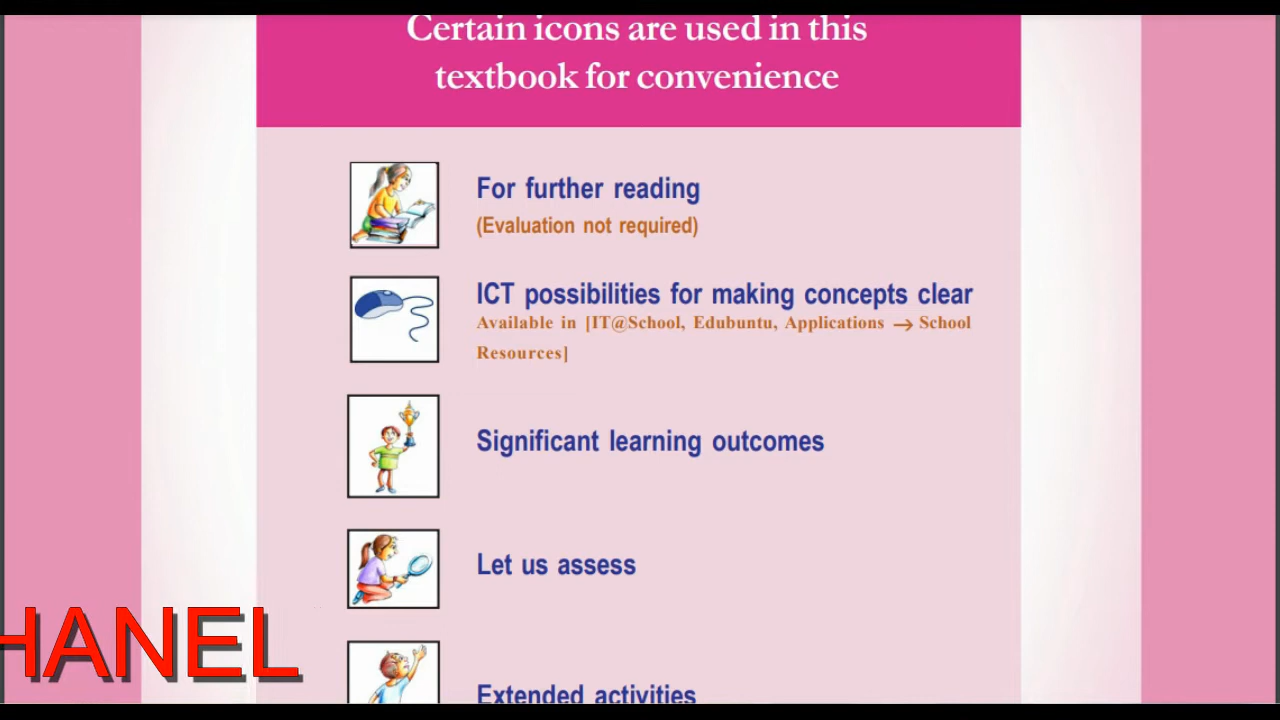 Certain icons are used in this
textbook for convenience
For further reading
(Evaluation not required)
ICT possibilities for making concepts clear
Available in [IT@School, Edubuntu, Applications → School
Resources]
Significant learning outcomes
Let us assess
HANEL
Extended activities